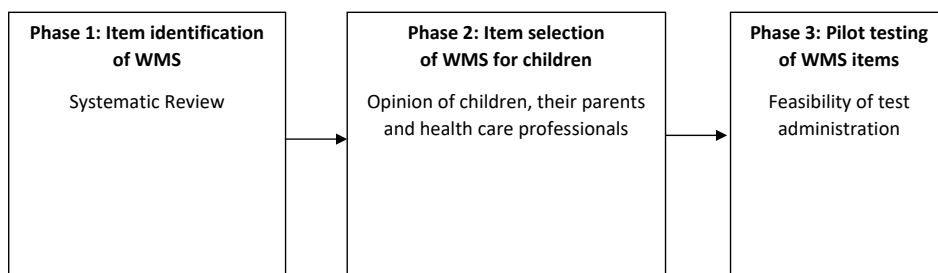 Phase 1: Item identification
of WMS
Systematic Review
Phase 2: Item selection
of WMS for children
Opinion of children, their parents
and health care professionals
Phase 3: Pilot testing
of WMS items
Feasibility of test
administration